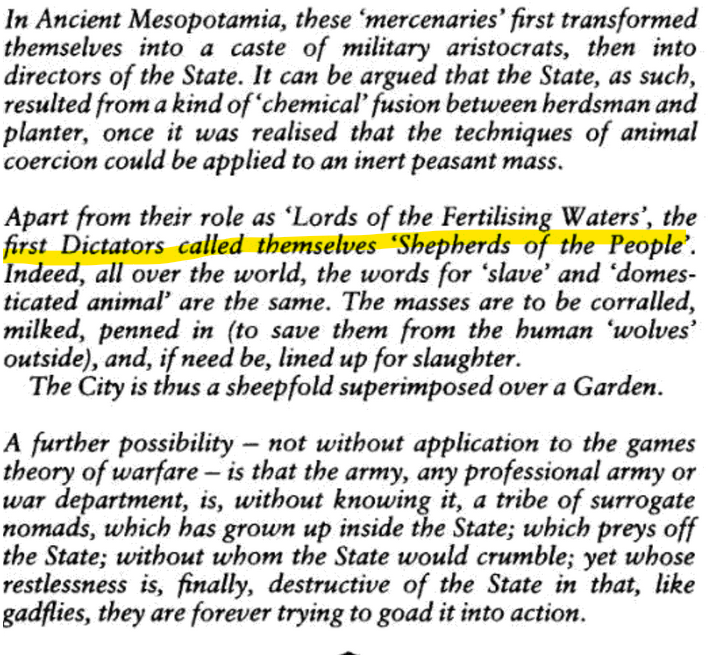 In Ancient Mesopotamia, these ‘mercenaries’ first transformed
themselves into a caste of military aristocrats, then into
directors of the State. It can be argued that the State, as such,
resulted from a kind of ‘chemical’ fusion between herdsman and
planter, once it was realised that the techniques of animal
coercion could be applied to an inert peasant mass.

Apart from their role as ‘Lords of the Fertilising Waters’, the
first Dictators called themselves ‘Shepherds of the People’.
Indeed, all over the world, the words for ‘slave’ and ‘domes-
ticated animal’ are the same. The masses are to be corralled,
milked, penned in (to save them from the human ‘wolves’
outside), and, if need be, lined up for slaughter.
The City is thus a sheepfold superimposed over a Garden.

A further possibility – not without application to the games
theory of warfare – is that the army, any professional army or
war department, is, without knowing it, a tribe of surrogate
nomads, which has grown up inside the State; which preys off
the State; without whom the State would crumble; yet whose
restlessness is, finally, destructive of the State in that, like
gadflies, they are forever trying to goad it into action.